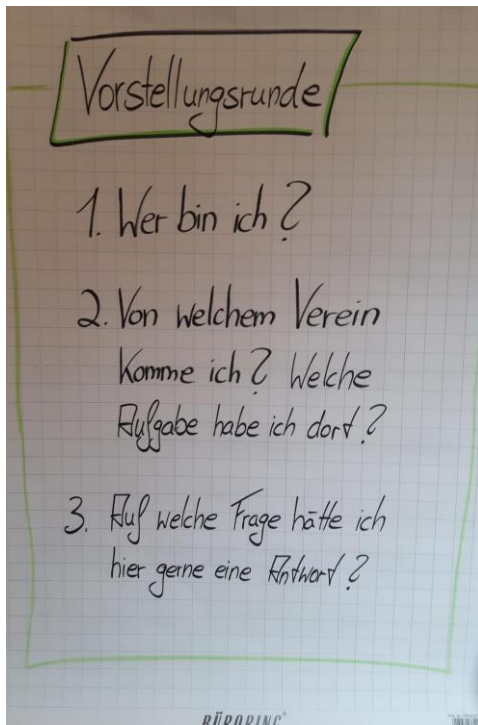 Vorstellungsrunde
1. Wer bin ich?
2. Von welchem Verein
komme ich? Welche
Aufgabe habe ich dort?
3. Auf welche Frage hätte ich
hier gerne eine Antwort?
BÜRORING®